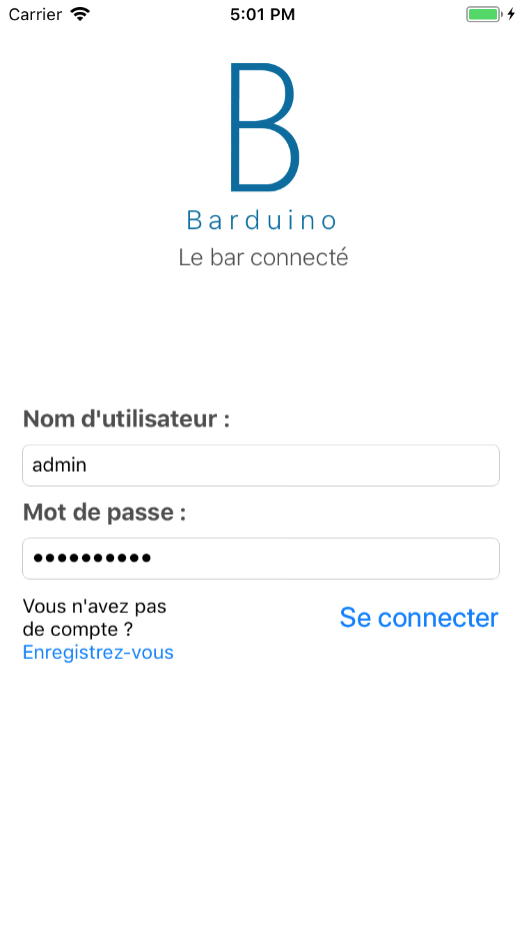 Carrier 5:01 PM
B
Barduino
Le bar connecté
Nom d'utilisateur :
admin
Mot de passe :
••••••••••
Vous n'avez pas
de compte ?
Enregistrez-vous
Se connecter